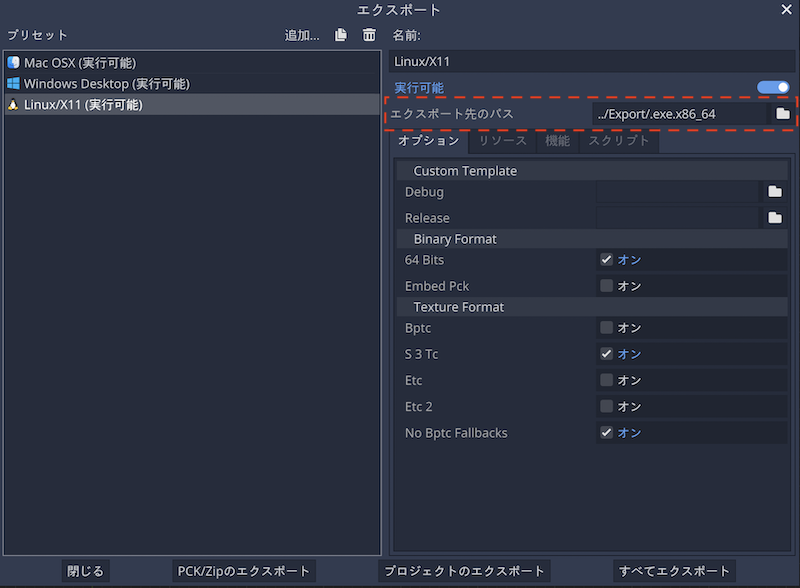 エクスポート
プリセット
追加...
Mac OSX (実行可能)
Windows Desktop (実行可能)
Linux/X11 (実行可能)
名前:
Linux/X11
実行可能
エクスポート先のパス ../Export/.exe.x86_64
オプション リソース 機能 スクリプト
Custom Template
Debug
Release
Binary Format
64 Bits オン
Embed Pck オン
Texture Format
Bptc オン
S 3 Tc オン
Etc オン
Etc 2 オン
No Bptc Fallbacks オン
閉じる PCK/Zipのエクスポート プロジェクトのエクスポート すべてエクスポート